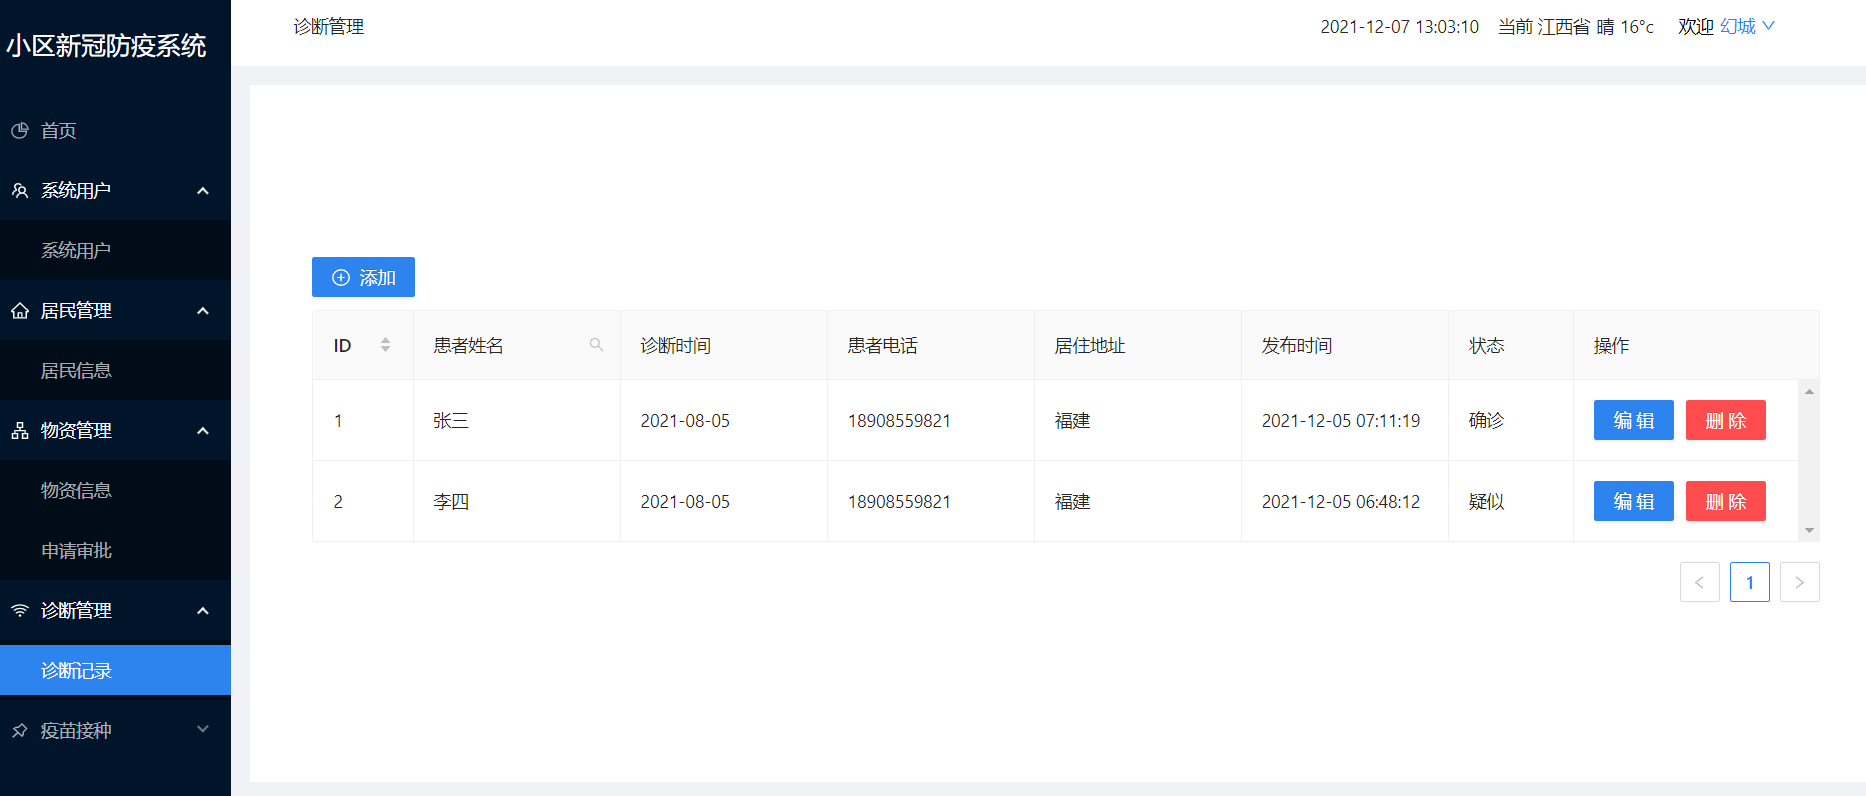 小区新冠防疫系统
首页
系统用户
系统用户
居民管理
居民信息
物资管理
物资信息
申请审批
诊断管理
诊断记录
疫苗接种
诊断管理 2021-12-07 13:03:10 当前 江西省 晴 16°c 欢迎 幻城
添加
ID 患者姓名 诊断时间 患者电话 居住地址 发布时间 状态 操作
1 张三 2021-08-05 18908559821 福建 2021-12-05 07:11:19 确诊 编辑 删除
2 李四 2021-08-05 18908559821 福建 2021-12-05 06:48:12 疑似 编辑 删除
< 1 >